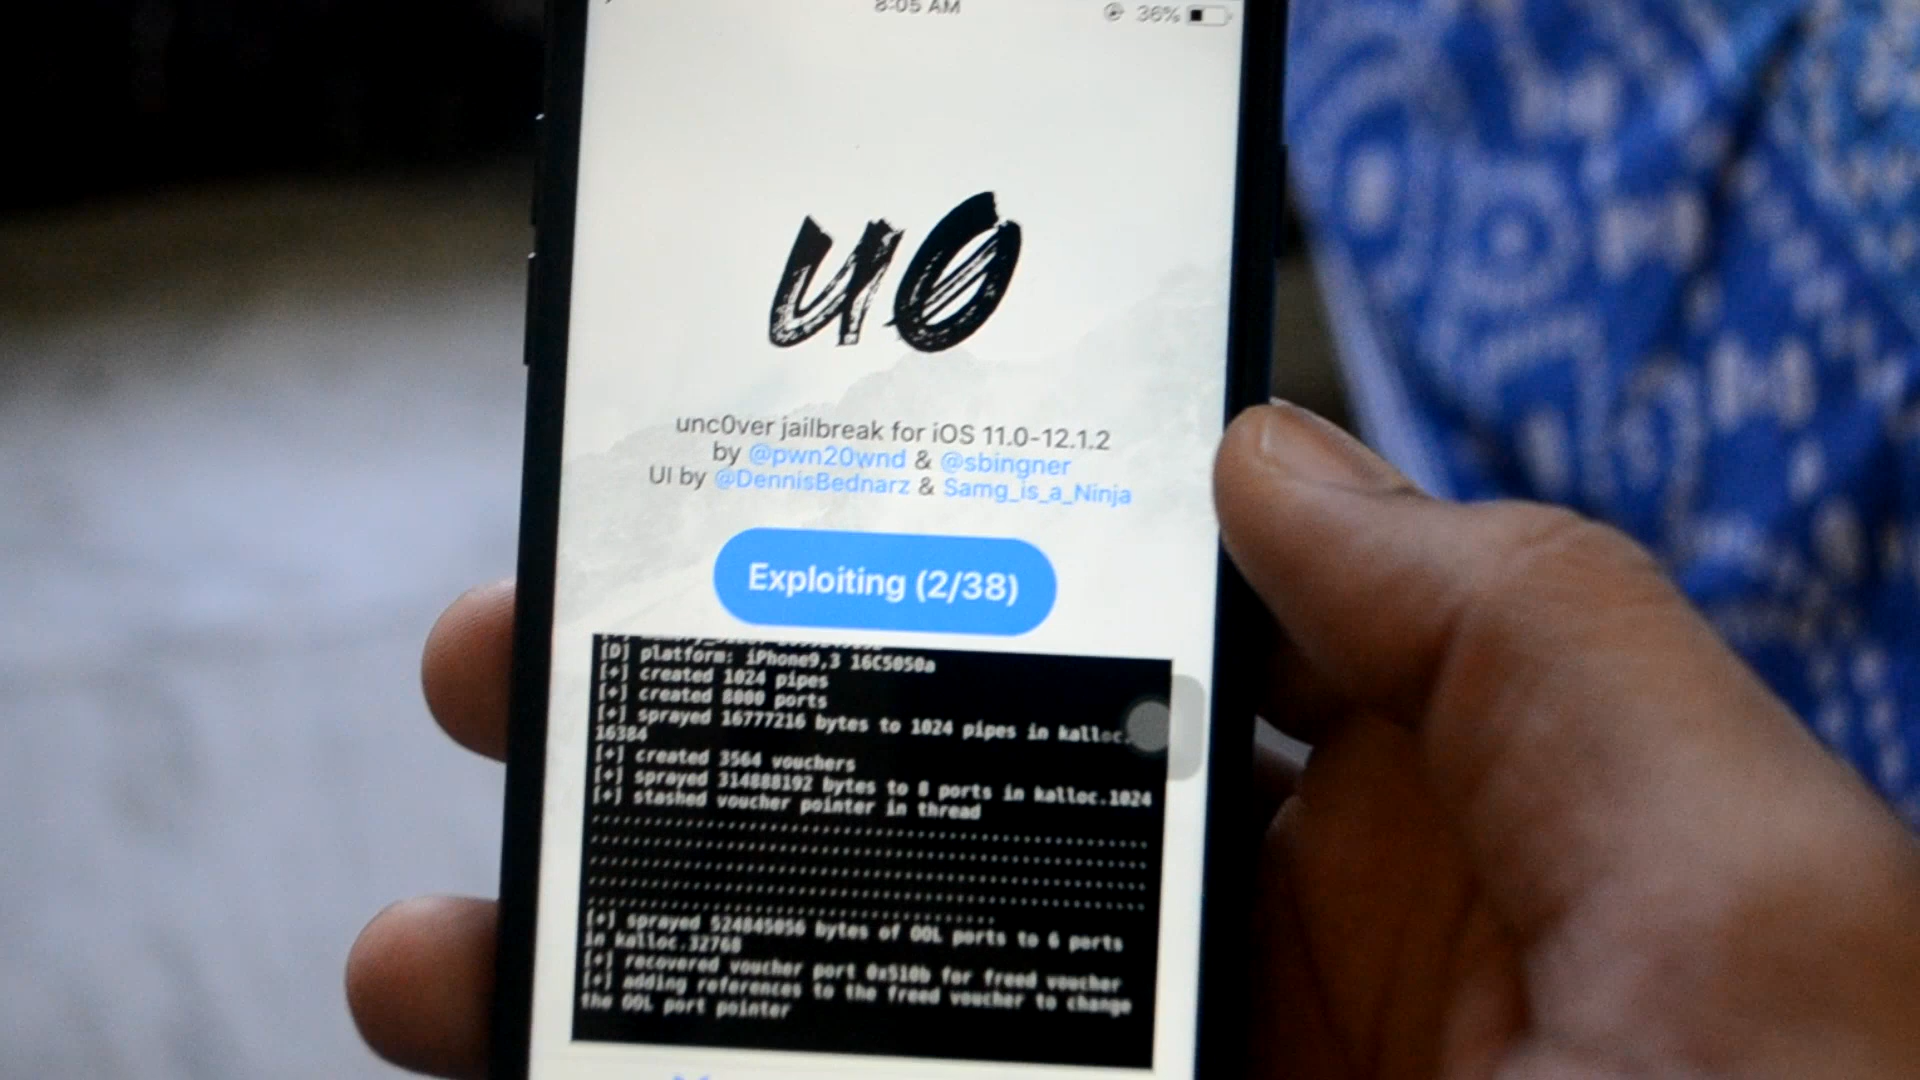 8:05 AM 36%
u0
unc0ver jailbreak for iOS 11.0-12.1.2
by @pwn20wnd & @sbingner
UI by @DennisBednarz & Samg_is_a_Ninja
Exploiting (2/38)
[D] platform: iPhone9,3 16C5050a
[+] created 1024 pipes
[+] created 8000 ports
[+] sprayed 16777216 bytes to 1024 pipes in kalloc.
16384
[+] created 3564 vouchers
[+] sprayed 314888192 bytes to 8 ports in kalloc.1024
[+] stashed voucher pointer in thread
[+] sprayed 524845056 bytes of OOL ports to 6 ports
in kalloc.32768
[+] recovered voucher port 0x510b for freed voucher
[+] adding references to the freed voucher to change
the OOL port pointer